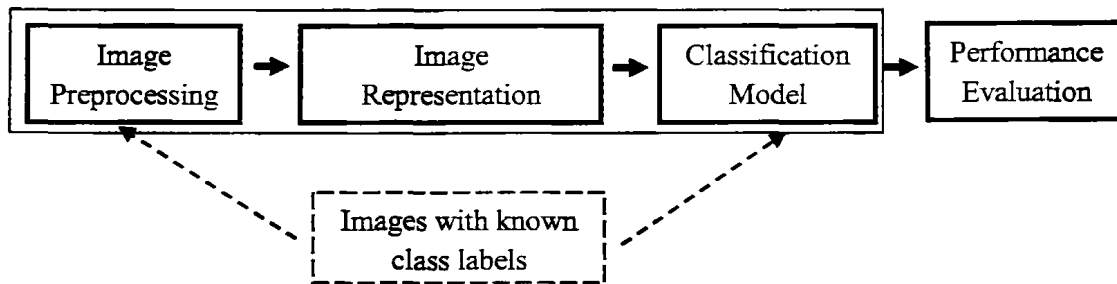 Image
Preprocessing
Image
Representation
Classification
Model
Performance
Evaluation
Images with known
class labels